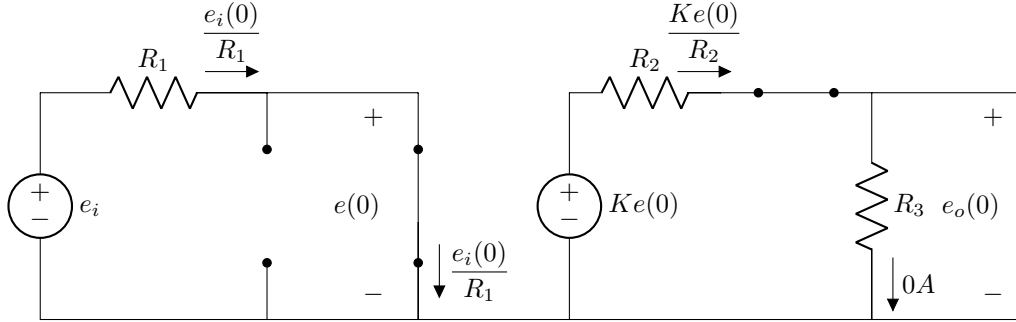 e_i(0)/R_1
Ke(0)/R_2
R_1
R_2
+
+
+
−
e_i
e(0)
+
−
Ke(0)
R_3
e_o(0)
e_i(0)/R_1
0A
−
−